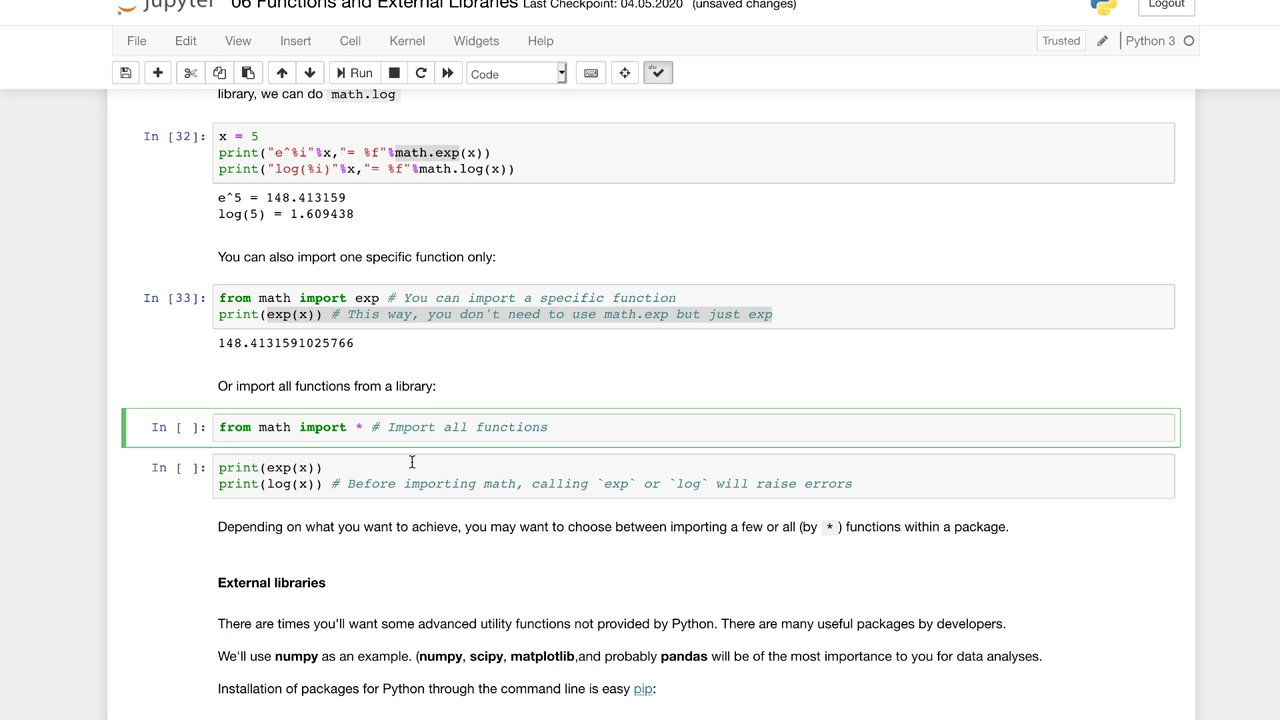 Jupyter 06 Functions and External Libraries Last Checkpoint: 04.05.2020 (unsaved changes) Logout
File Edit View Insert Cell Kernel Widgets Help Trusted Python 3
Run Code abc
library, we can do math.log
In [32]: x = 5
print("e^%i"%x,"= %f"%math.exp(x))
print("log(%i)"%x,"= %f"%math.log(x))
e^5 = 148.413159
log(5) = 1.609438
You can also import one specific function only:
In [33]: from math import exp # You can import a specific function
print(exp(x)) # This way, you don't need to use math.exp but just exp
148.4131591025766
Or import all functions from a library:
In [ ]: from math import * # Import all functions
In [ ]: print(exp(x))
print(log(x)) # Before importing math, calling `exp` or `log` will raise errors
Depending on what you want to achieve, you may want to choose between importing a few or all (by * ) functions within a package.
External libraries
There are times you'll want some advanced utility functions not provided by Python. There are many useful packages by developers.
We'll use numpy as an example. (numpy, scipy, matplotlib,and probably pandas will be of the most importance to you for data analyses.
Installation of packages for Python through the command line is easy pip: